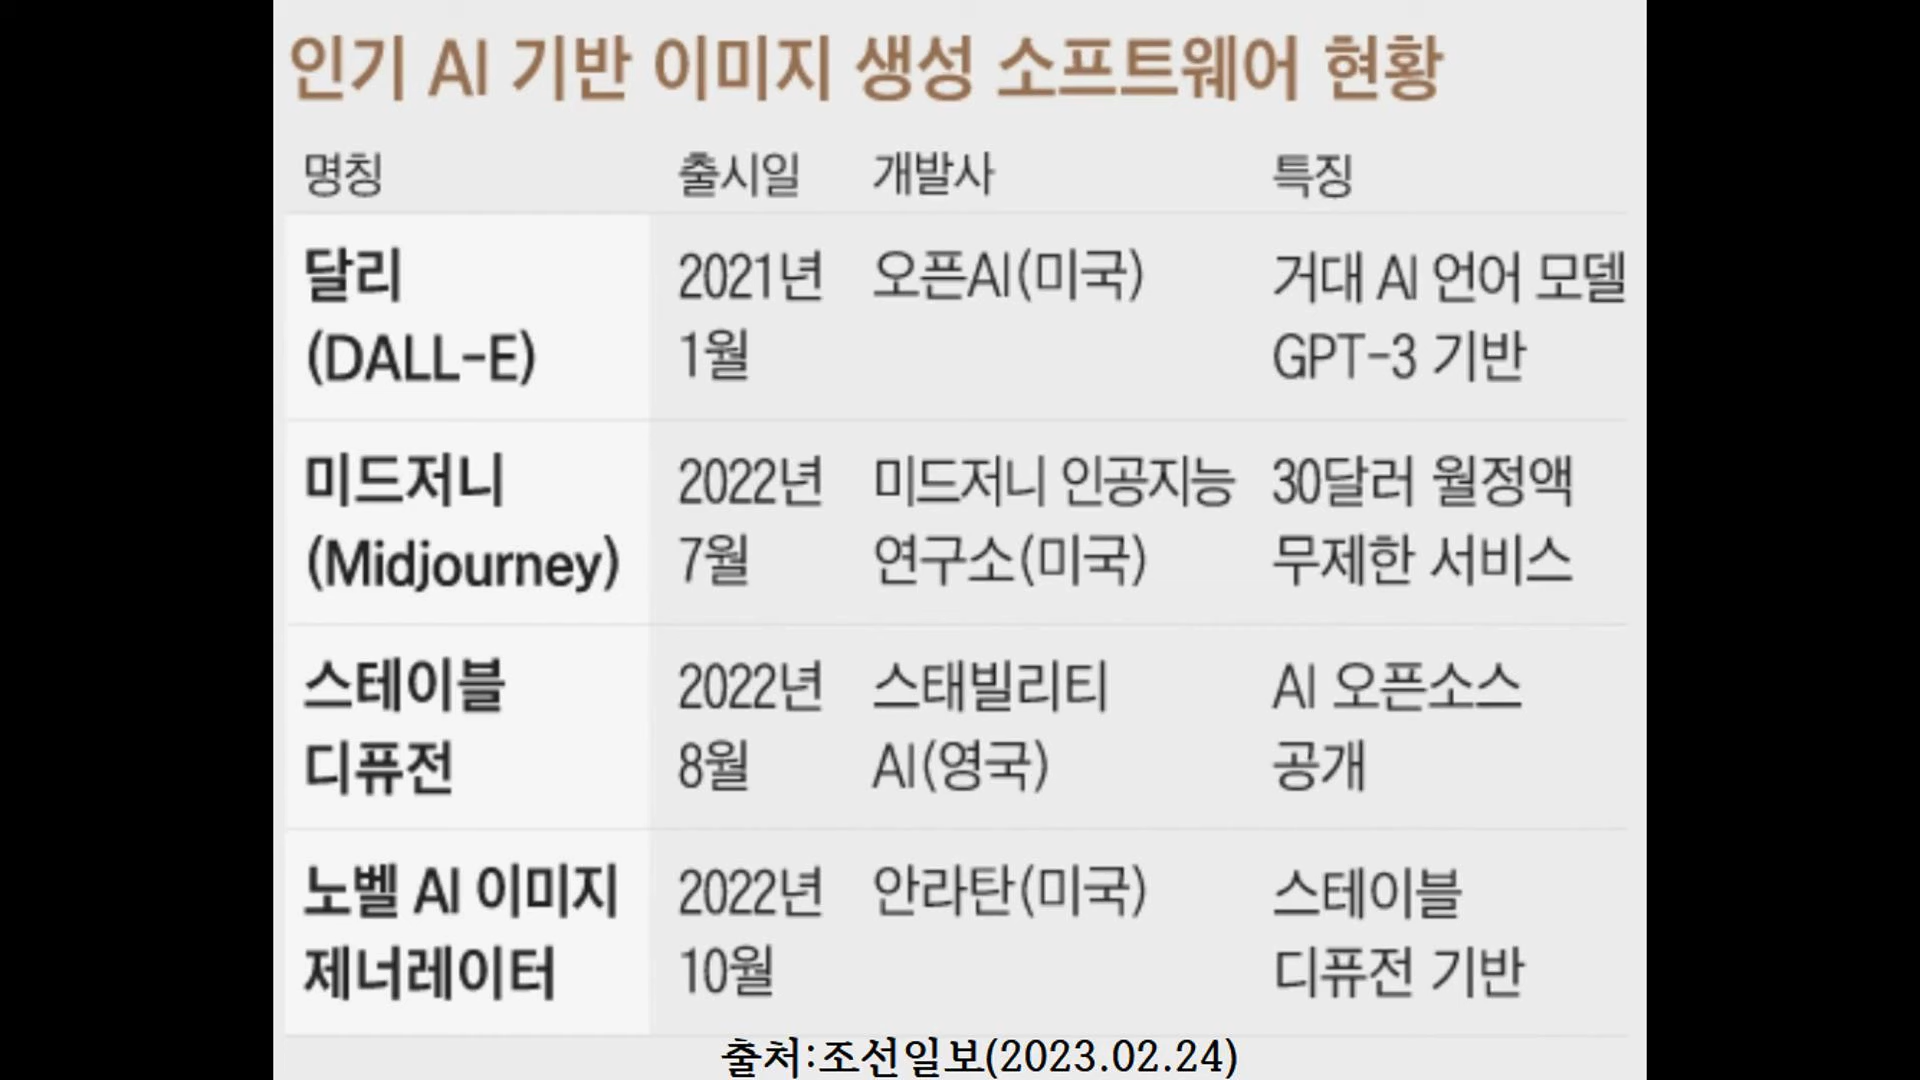 인기 AI 기반 이미지 생성 소프트웨어 현황
명칭 출시일 개발사 특징
달리 2021년 오픈AI(미국) 거대 AI 언어 모델
(DALL-E) 1월 GPT-3 기반
미드저니 2022년 미드저니 인공지능 30달러 월정액
(Midjourney) 7월 연구소(미국) 무제한 서비스
스테이블 2022년 스태빌리티 AI 오픈소스
디퓨전 8월 AI(영국) 공개
노벨 AI 이미지 2022년 안라탄(미국) 스테이블
제너레이터 10월 디퓨전 기반
출처:조선일보(2023.02.24)